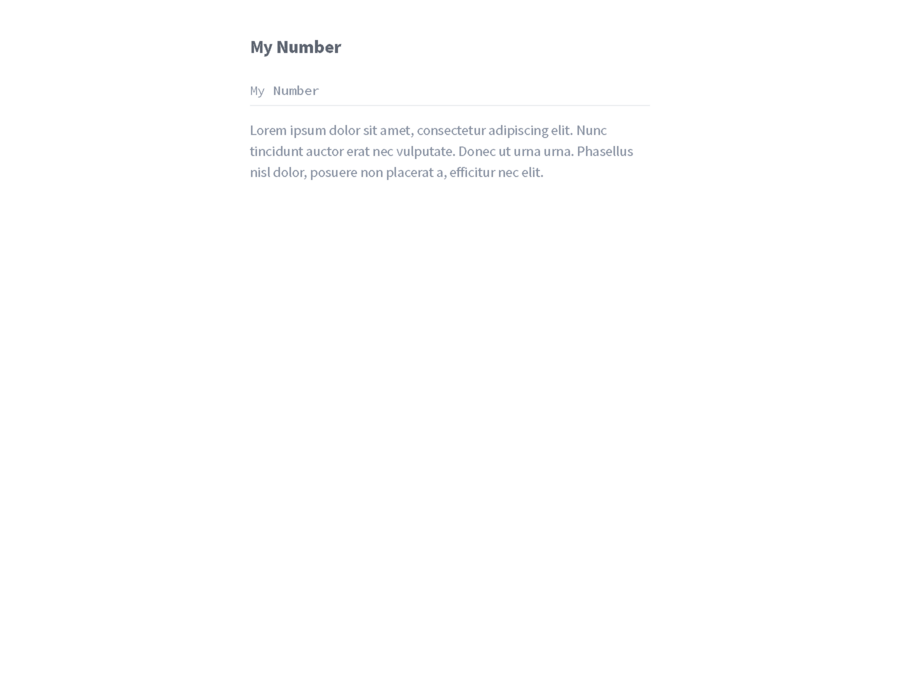 My Number
My Number
Lorem ipsum dolor sit amet, consectetur adipiscing elit. Nunc
tincidunt auctor erat nec vulputate. Donec ut urna urna. Phasellus
nisl dolor, posuere non placerat a, efficitur nec elit.